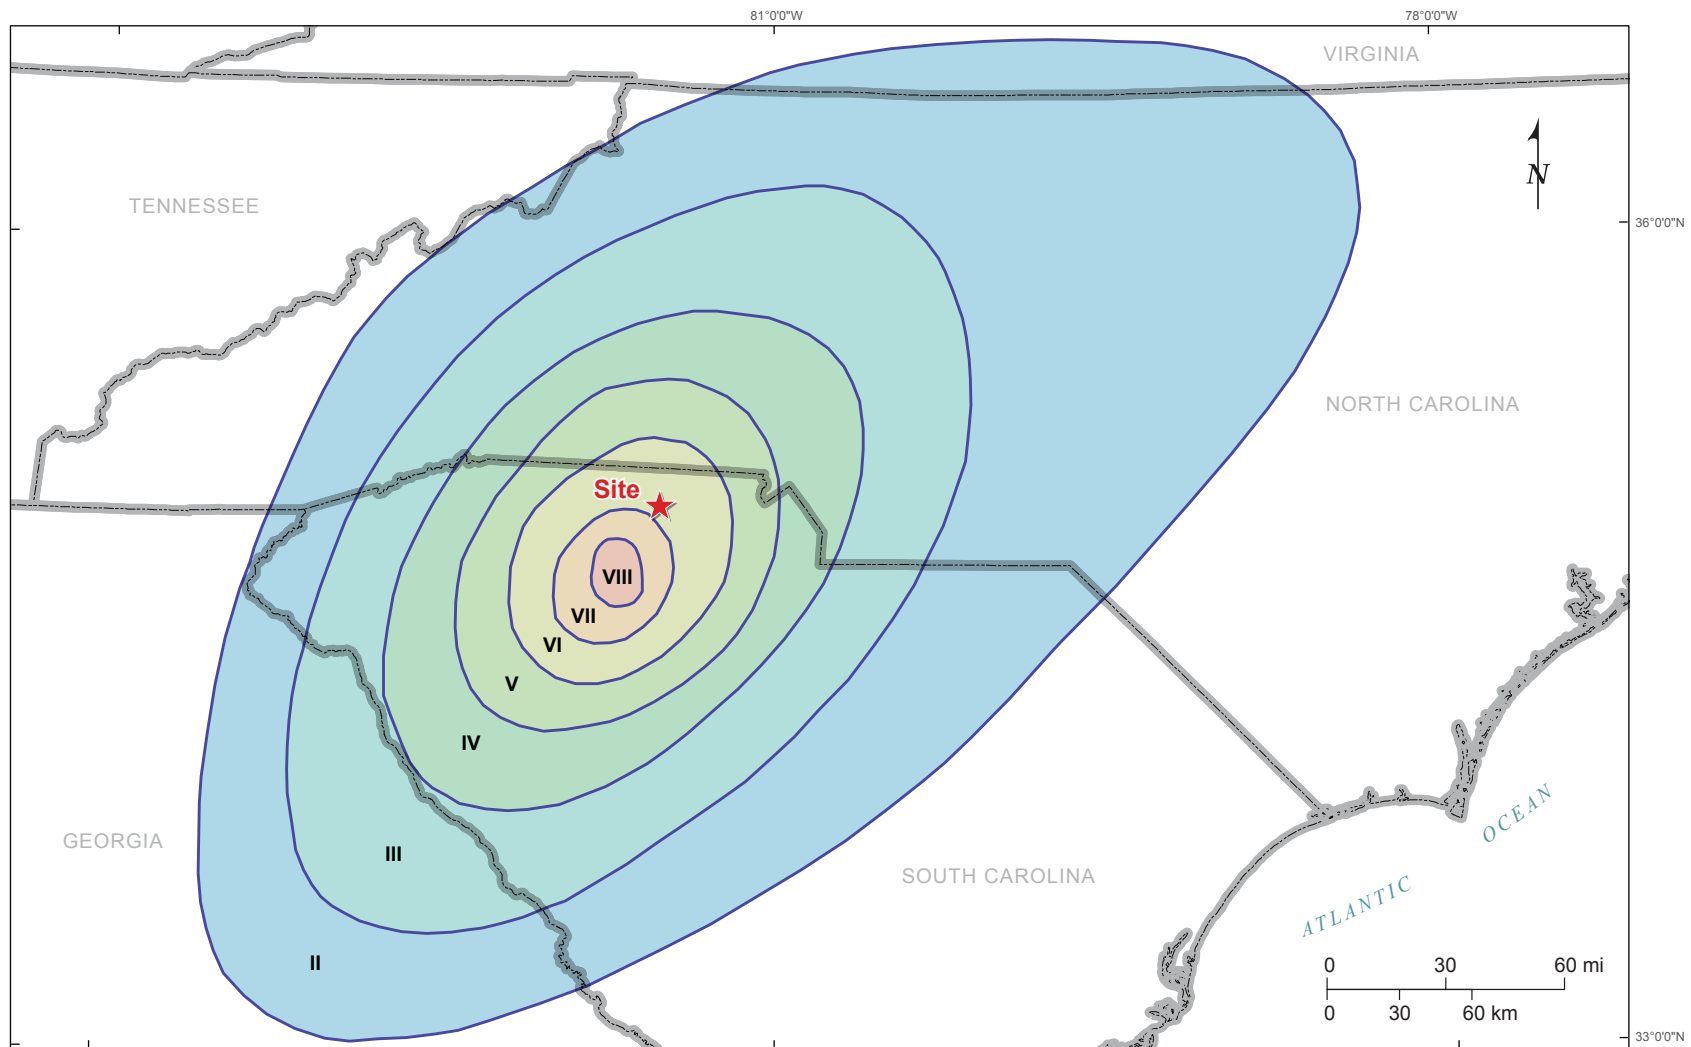 81°0'0"W
78°0'0"W
VIRGINIA
N
TENNESSEE
36°0'0"N
NORTH CAROLINA
Site
VIII
VII
VI
V
IV
III
II
GEORGIA
SOUTH CAROLINA
ATLANTIC
OCEAN
0 30 60 mi
0 30 60 km
33°0'0"N